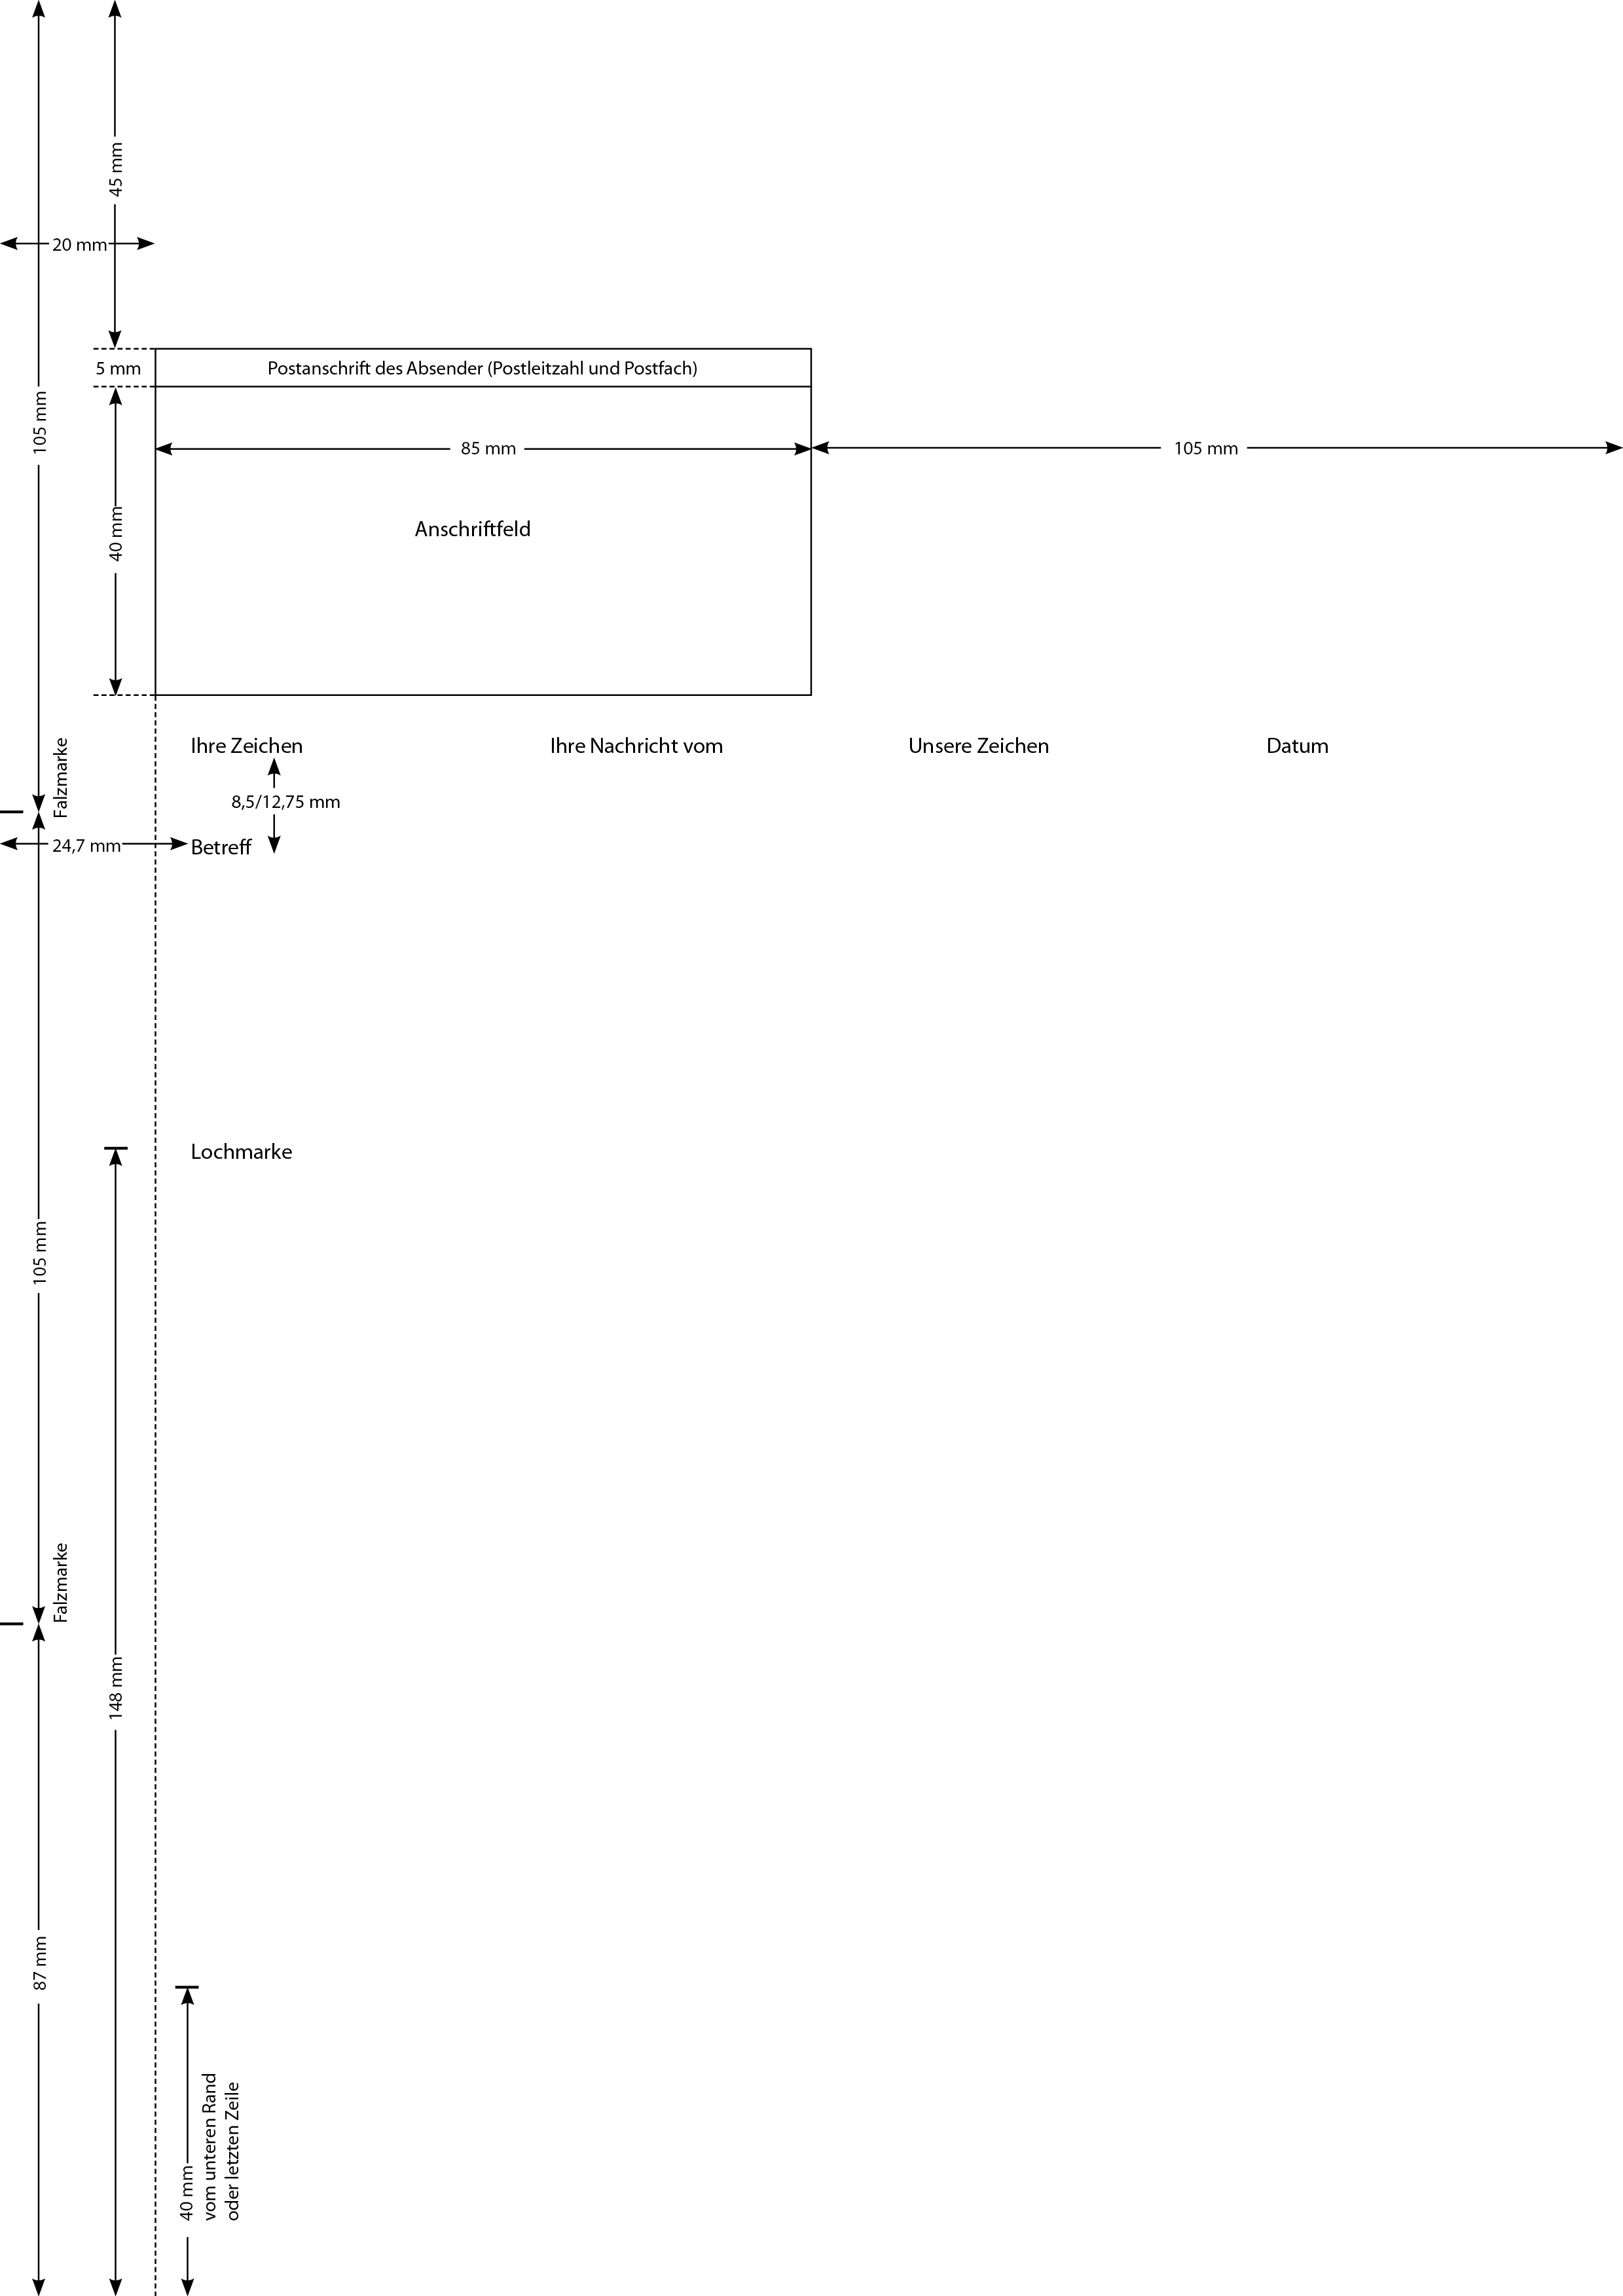 45 mm
20 mm
5 mm
Postanschrift des Absender (Postleitzahl und Postfach)
105 mm
85 mm
105 mm
40 mm
Anschriftfeld
Falzmarke
Ihre Zeichen
Ihre Nachricht vom
Unsere Zeichen
Datum
8,5/12,75 mm
24,7 mm
Betreff
Lochmarke
105 mm
Falzmarke
148 mm
87 mm
40 mm
vom unteren Rand
oder letzten Zeile